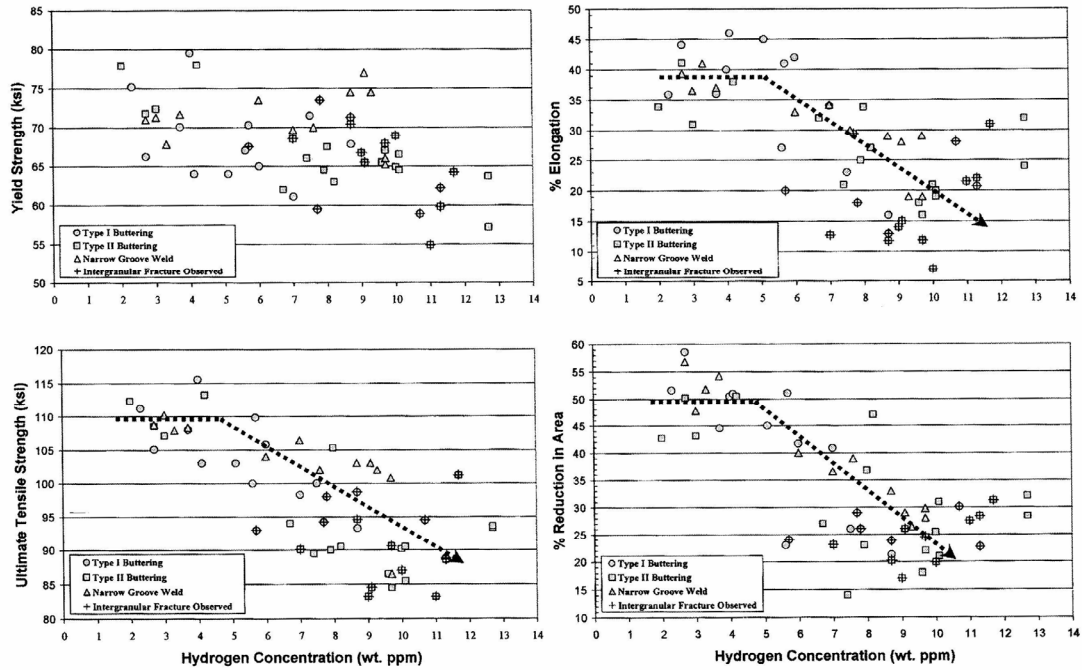 85
80
75
70
65
60
55
50
Yield Strength (ksi)
Type I Buttering
Type II Buttering
Narrow Groove Weld
Intergranular Fracture Observed
0 1 2 3 4 5 6 7 8 9 10 11 12 13 14
50
45
40
35
30
25
20
15
10
5
% Elongation
Type I Buttering
Type II Buttering
Narrow Groove Weld
Intergranular Fracture Observed
0 1 2 3 4 5 6 7 8 9 10 11 12 13 14
120
115
110
105
100
95
90
85
80
Ultimate Tensile Strength (ksi)
Type I Buttering
Type II Buttering
Narrow Groove Weld
Intergranular Fracture Observed
0 1 2 3 4 5 6 7 8 9 10 11 12 13 14
Hydrogen Concentration (wt. ppm)
60
55
50
45
40
35
30
25
20
15
10
% Reduction in Area
Type I Buttering
Type II Buttering
Narrow Groove Weld
Intergranular Fracture Observed
0 1 2 3 4 5 6 7 8 9 10 11 12 13 14
Hydrogen Concentration (wt. ppm)